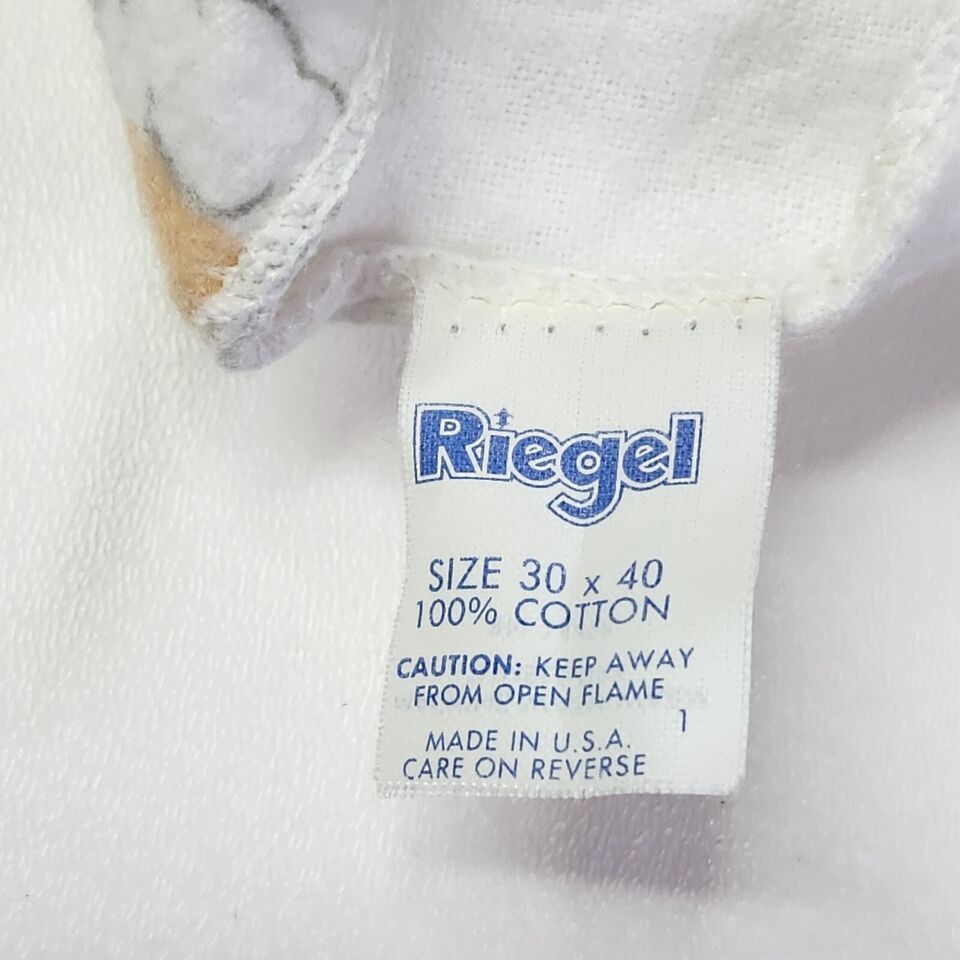 Riegel
SIZE 30 x 40
100% COTTON
CAUTION: KEEP AWAY
FROM OPEN FLAME
1
MADE IN U.S.A.
CARE ON REVERSE